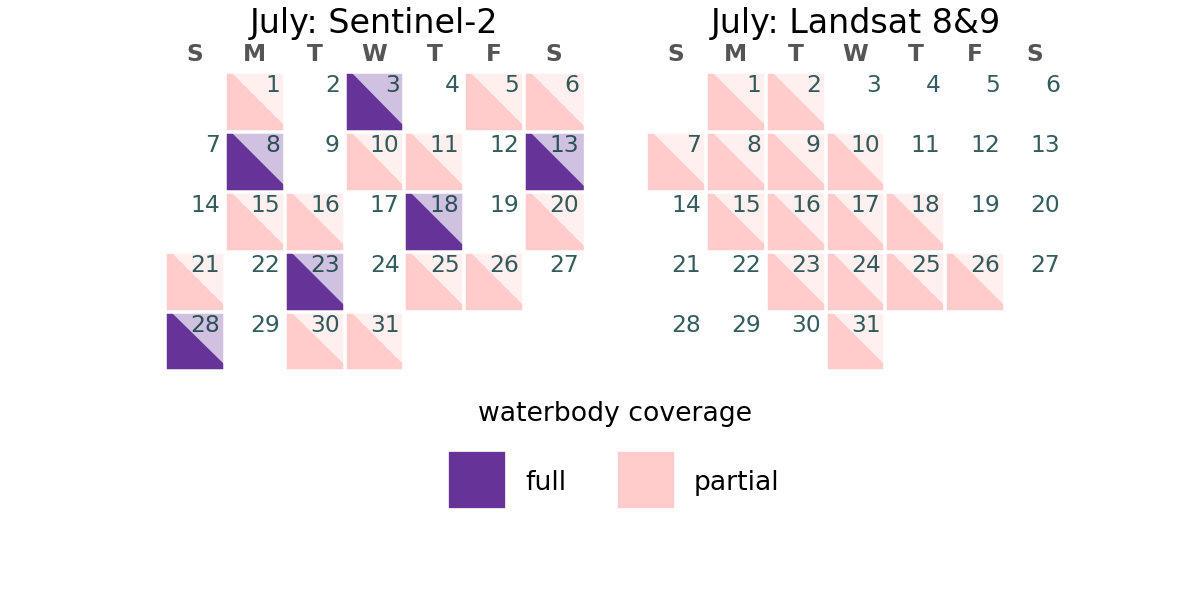 July: Sentinel-2
S M T W T F S
1 2 3 4 5 6
7 8 9 10 11 12 13
14 15 16 17 18 19 20
21 22 23 24 25 26 27
28 29 30 31
July: Landsat 8&9
S M T W T F S
1 2 3 4 5 6
7 8 9 10 11 12 13
14 15 16 17 18 19 20
21 22 23 24 25 26 27
28 29 30 31
waterbody coverage
full partial